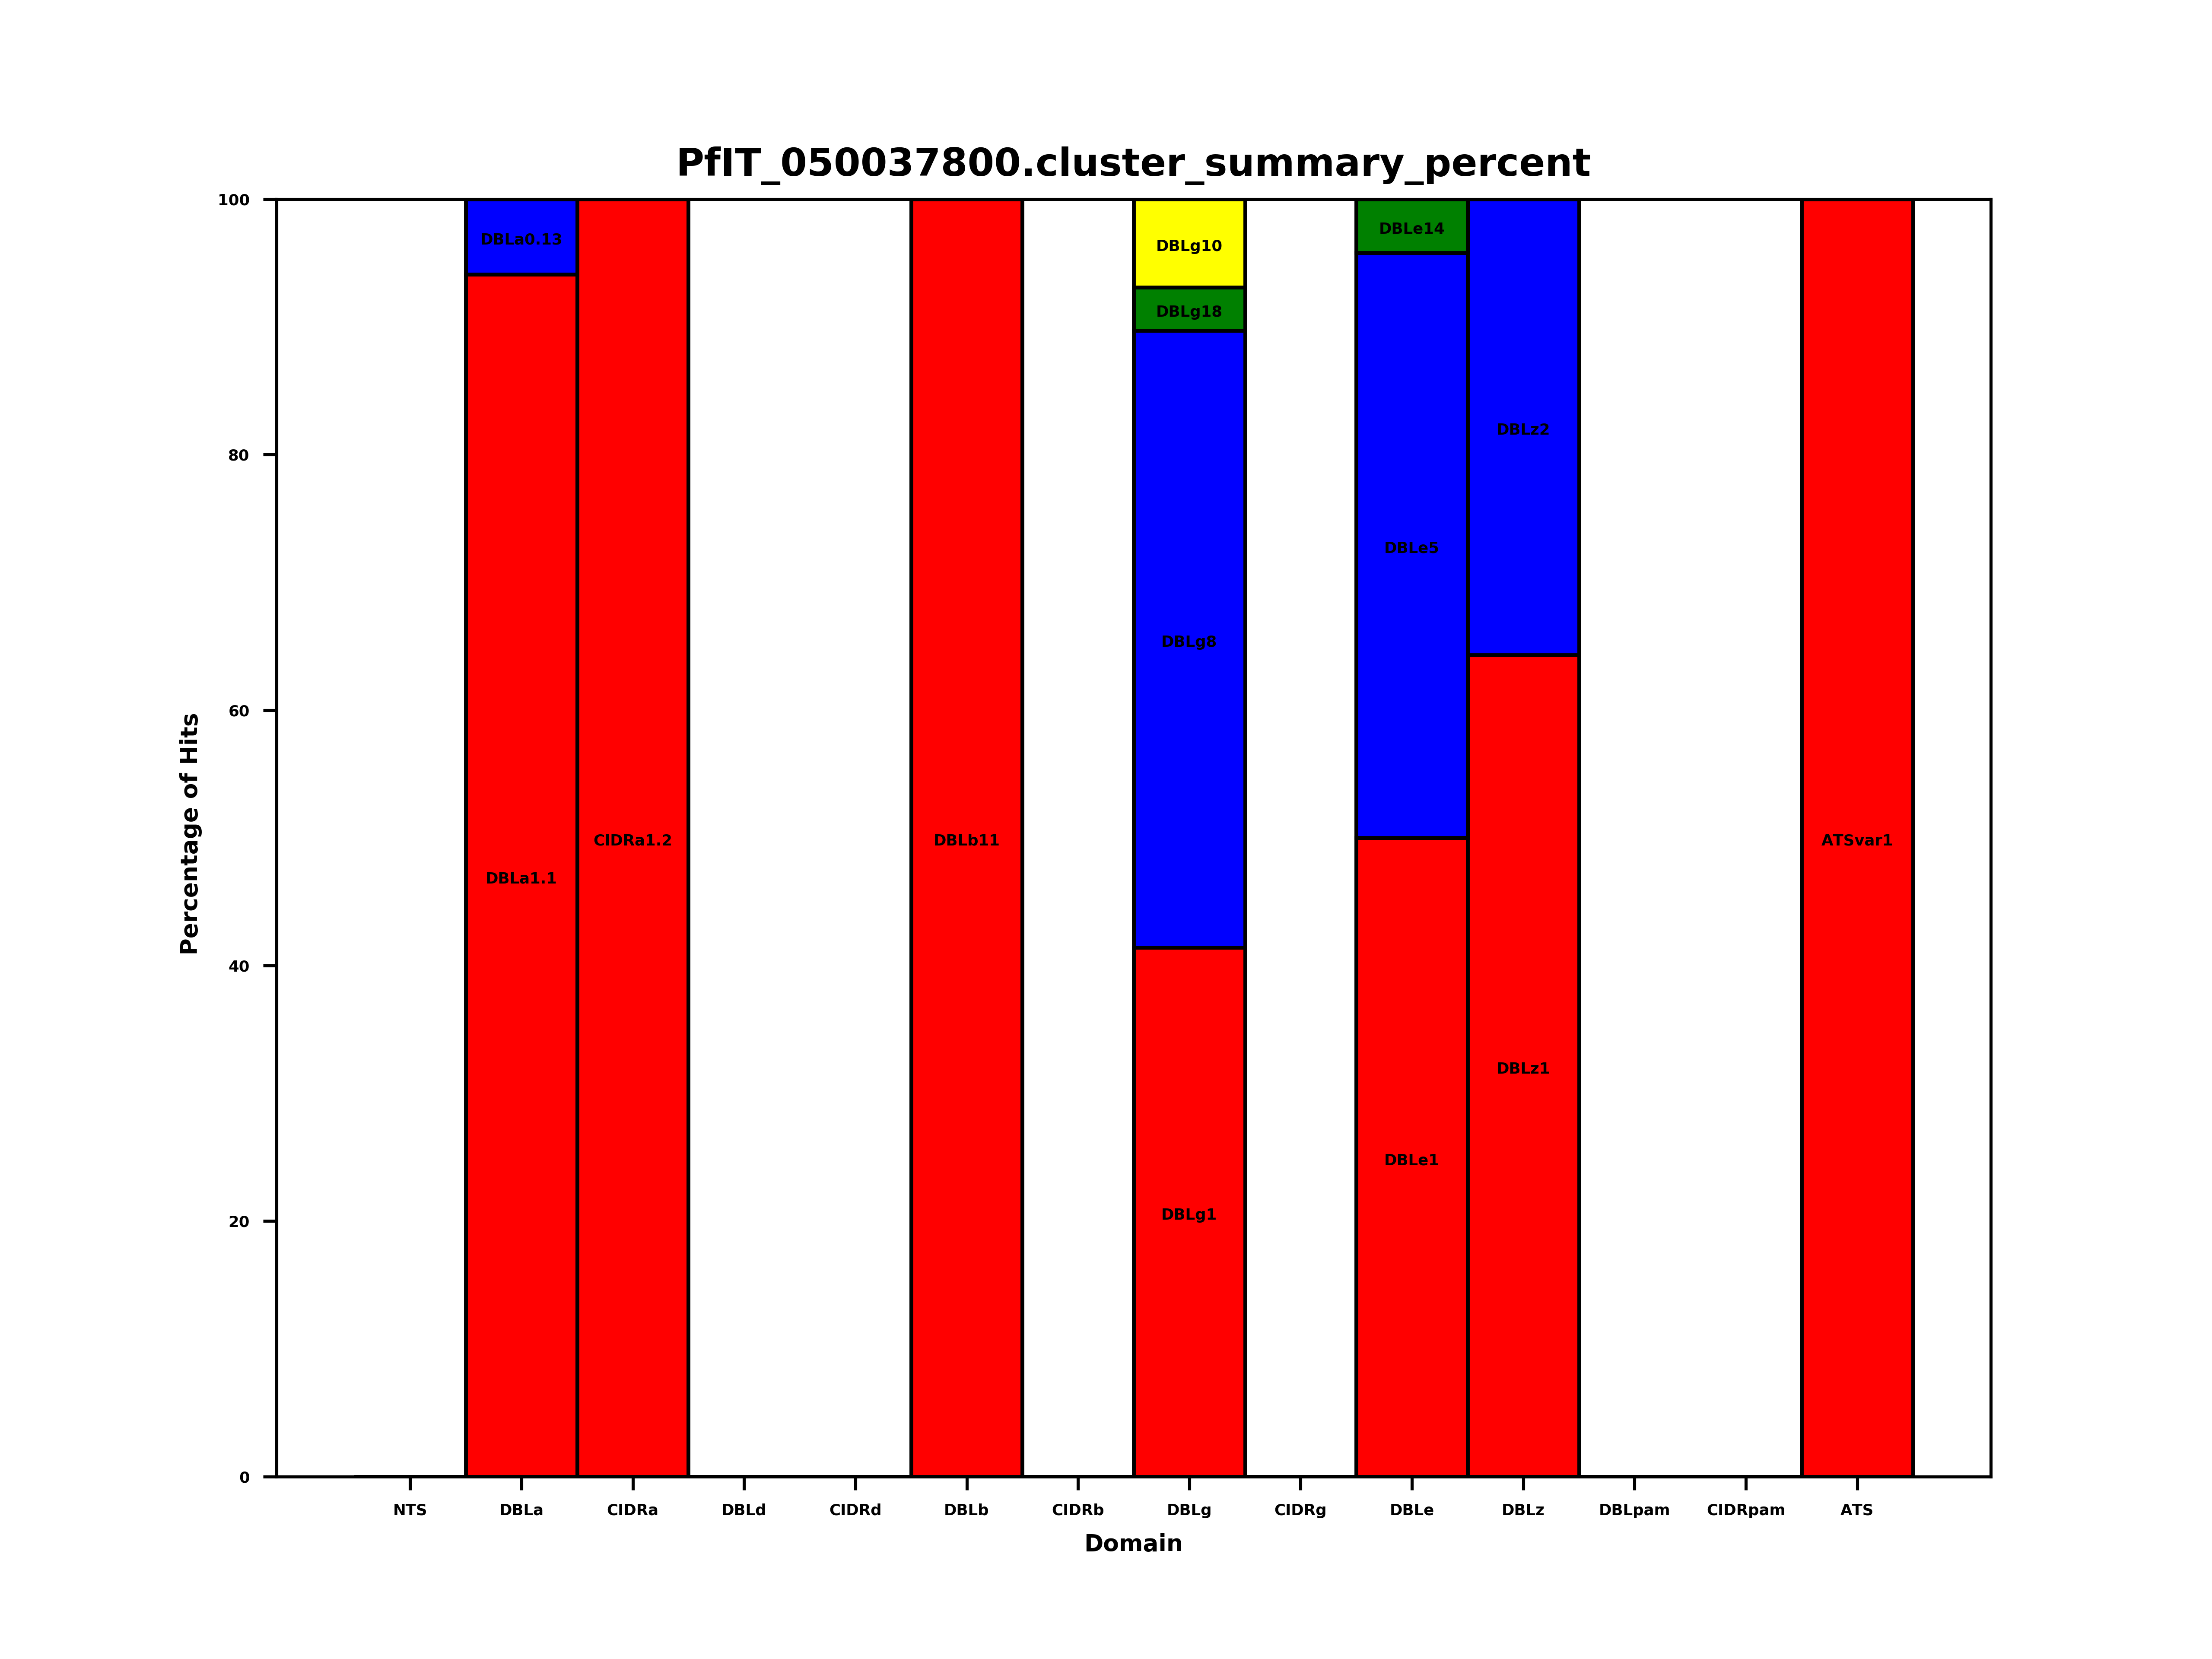 PfIT_050037800.cluster_summary_percent
100
80
60
40
20
0
Percentage of Hits
DBLa0.13
DBLa1.1
CIDRa1.2
DBLb11
DBLg10
DBLg18
DBLg8
DBLg1
DBLe14
DBLe5
DBLe1
DBLz2
DBLz1
ATSvar1
NTS DBLa CIDRa DBLd CIDRd DBLb CIDRb DBLg CIDRg DBLe DBLz DBLpam CIDRpam ATS
Domain